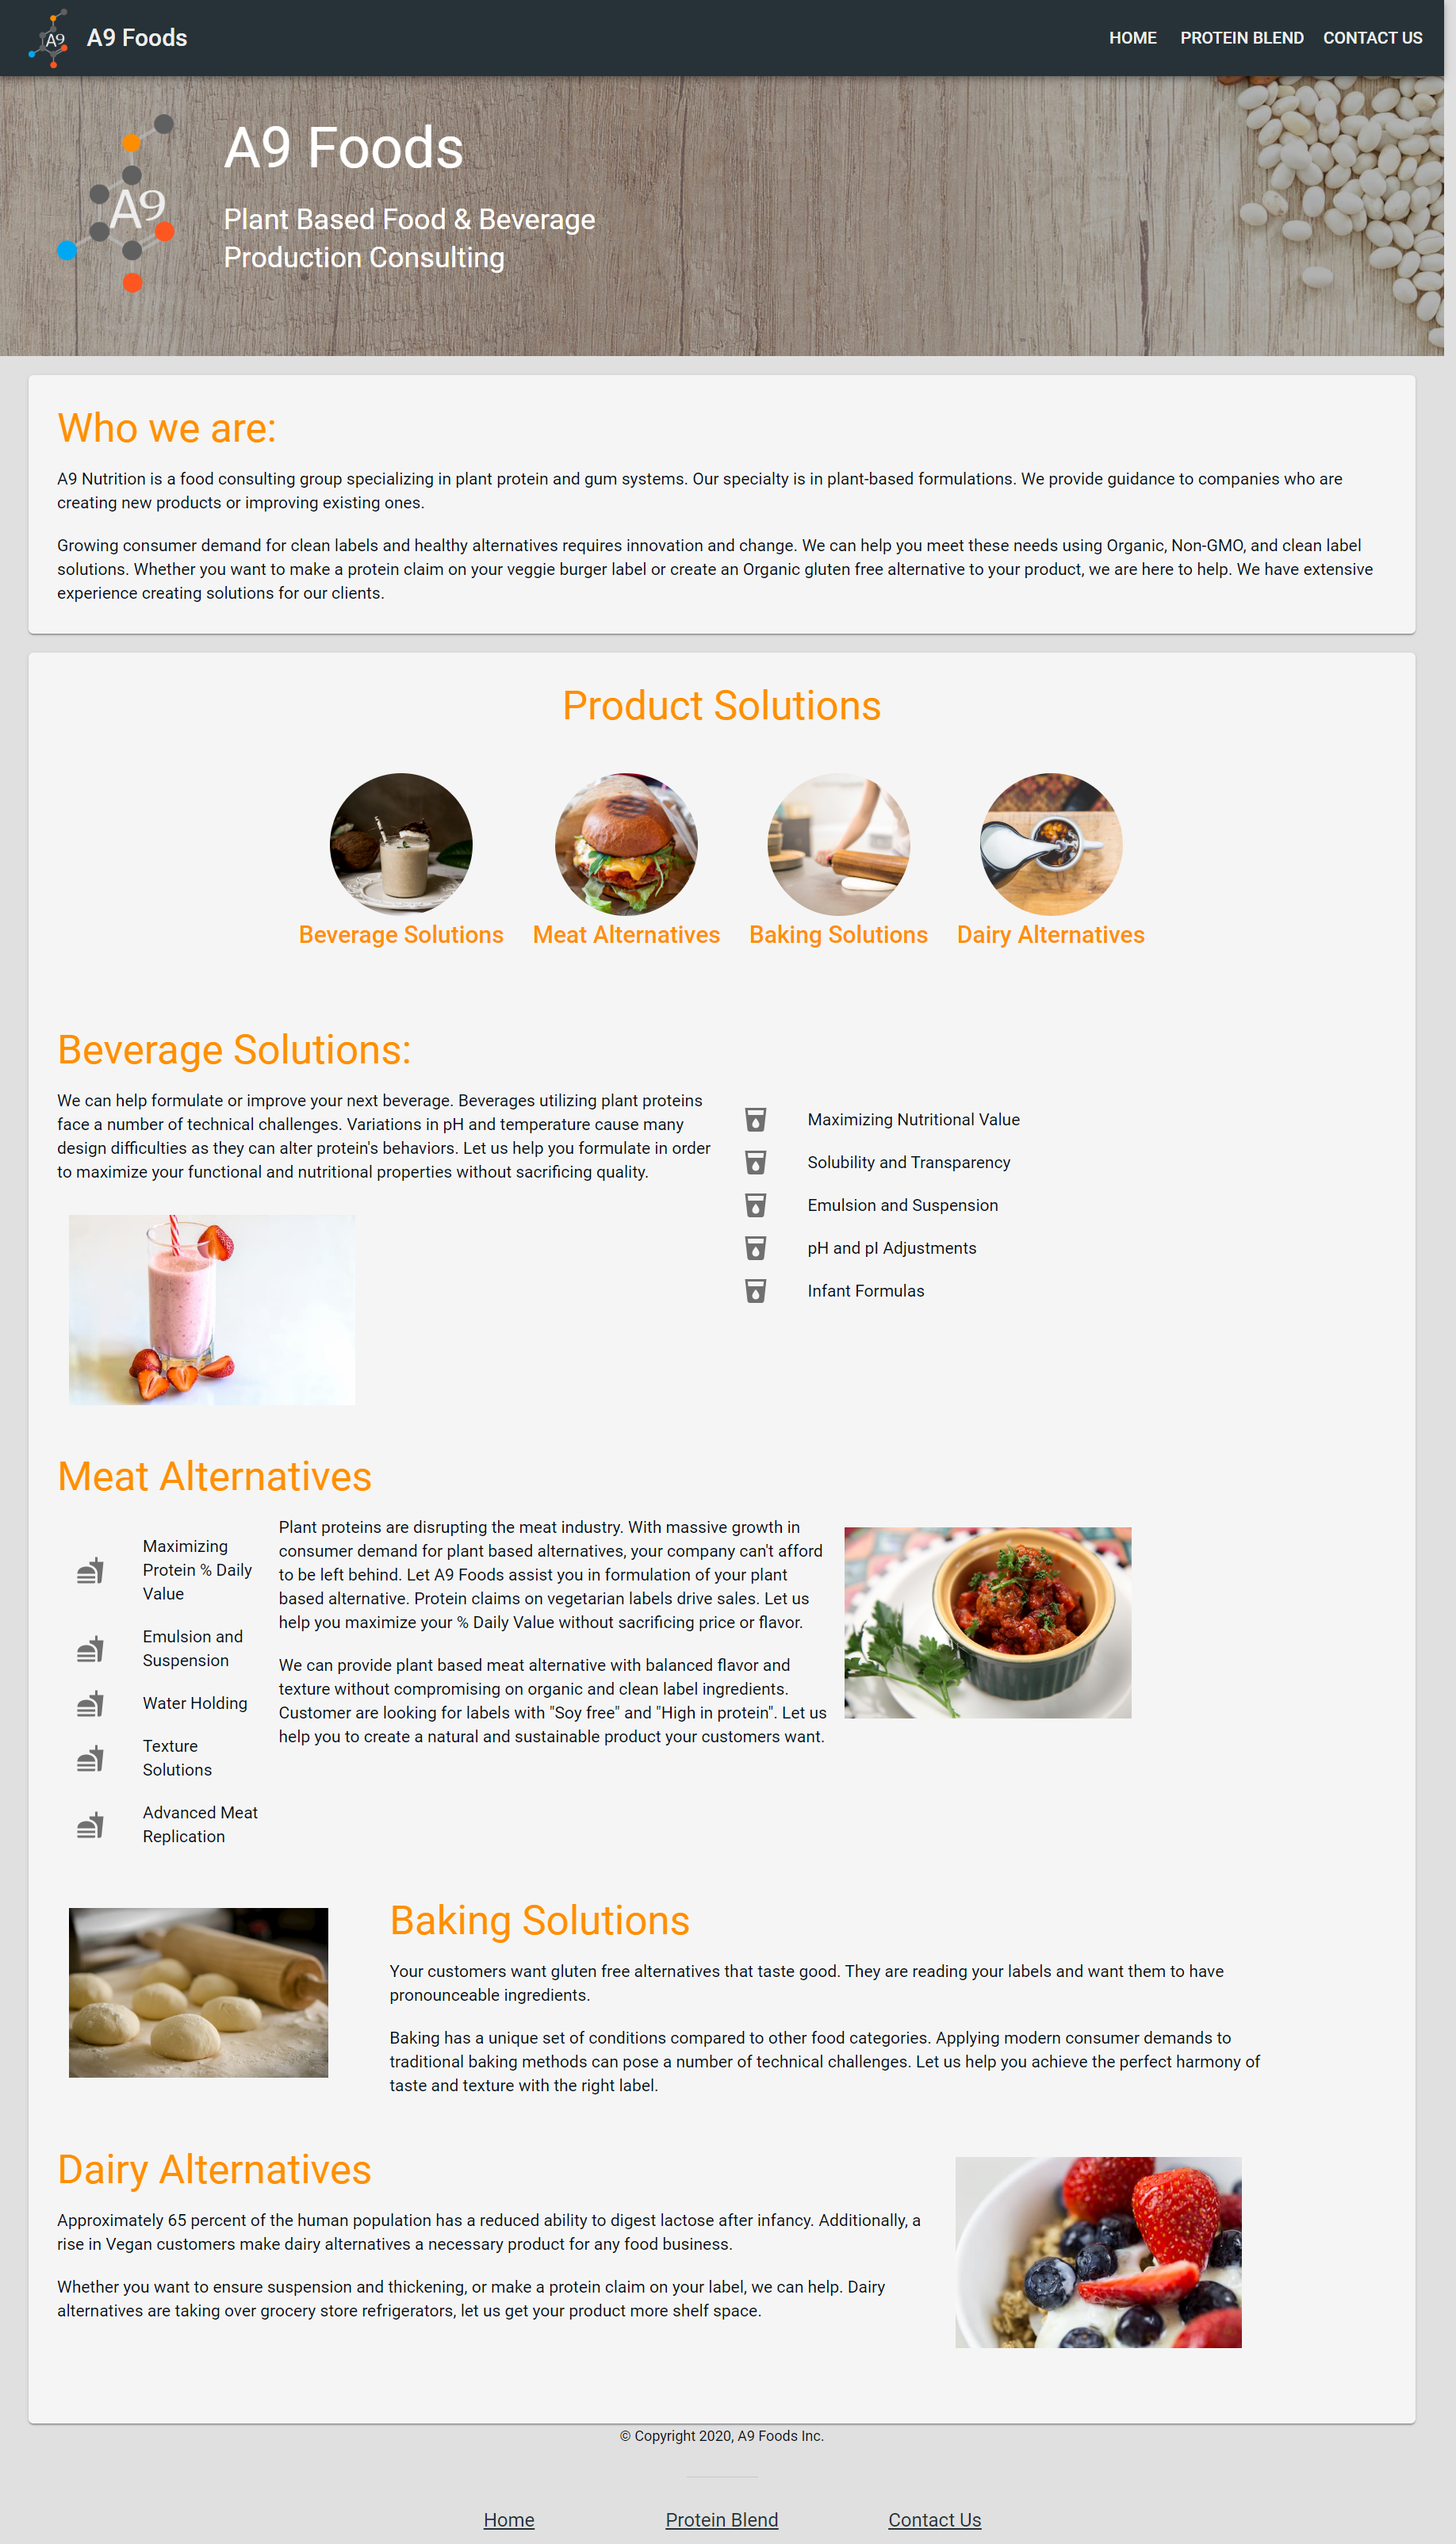 A9
A9 Foods
HOME
PROTEIN BLEND
CONTACT US
A9
A9 Foods
Plant Based Food & Beverage
Production Consulting
Who we are:
A9 Nutrition is a food consulting group specializing in plant protein and gum systems. Our specialty is in plant-based formulations. We provide guidance to companies who are
creating new products or improving existing ones.
Growing consumer demand for clean labels and healthy alternatives requires innovation and change. We can help you meet these needs using Organic, Non-GMO, and clean label
solutions. Whether you want to make a protein claim on your veggie burger label or create an Organic gluten free alternative to your product, we are here to help. We have extensive
experience creating solutions for our clients.
Product Solutions
Beverage Solutions
Meat Alternatives
Baking Solutions
Dairy Alternatives
Beverage Solutions:
We can help formulate or improve your next beverage. Beverages utilizing plant proteins
face a number of technical challenges. Variations in pH and temperature cause many
design difficulties as they can alter protein's behaviors. Let us help you formulate in order
to maximize your functional and nutritional properties without sacrificing quality.
Maximizing Nutritional Value
Solubility and Transparency
Emulsion and Suspension
pH and pI Adjustments
Infant Formulas
Meat Alternatives
Maximizing
Protein % Daily
Value
Emulsion and
Suspension
Water Holding
Texture
Solutions
Advanced Meat
Replication
Plant proteins are disrupting the meat industry. With massive growth in
consumer demand for plant based alternatives, your company can't afford
to be left behind. Let A9 Foods assist you in formulation of your plant
based alternative. Protein claims on vegetarian labels drive sales. Let us
help you maximize your % Daily Value without sacrificing price or flavor.
We can provide plant based meat alternative with balanced flavor and
texture without compromising on organic and clean label ingredients.
Customer are looking for labels with "Soy free" and "High in protein". Let us
help you to create a natural and sustainable product your customers want.
Baking Solutions
Your customers want gluten free alternatives that taste good. They are reading your labels and want them to have
pronounceable ingredients.
Baking has a unique set of conditions compared to other food categories. Applying modern consumer demands to
traditional baking methods can pose a number of technical challenges. Let us help you achieve the perfect harmony of
taste and texture with the right label.
Dairy Alternatives
Approximately 65 percent of the human population has a reduced ability to digest lactose after infancy. Additionally, a
rise in Vegan customers make dairy alternatives a necessary product for any food business.
Whether you want to ensure suspension and thickening, or make a protein claim on your label, we can help. Dairy
alternatives are taking over grocery store refrigerators, let us get your product more shelf space.
© Copyright 2020, A9 Foods Inc.
Home
Protein Blend
Contact Us